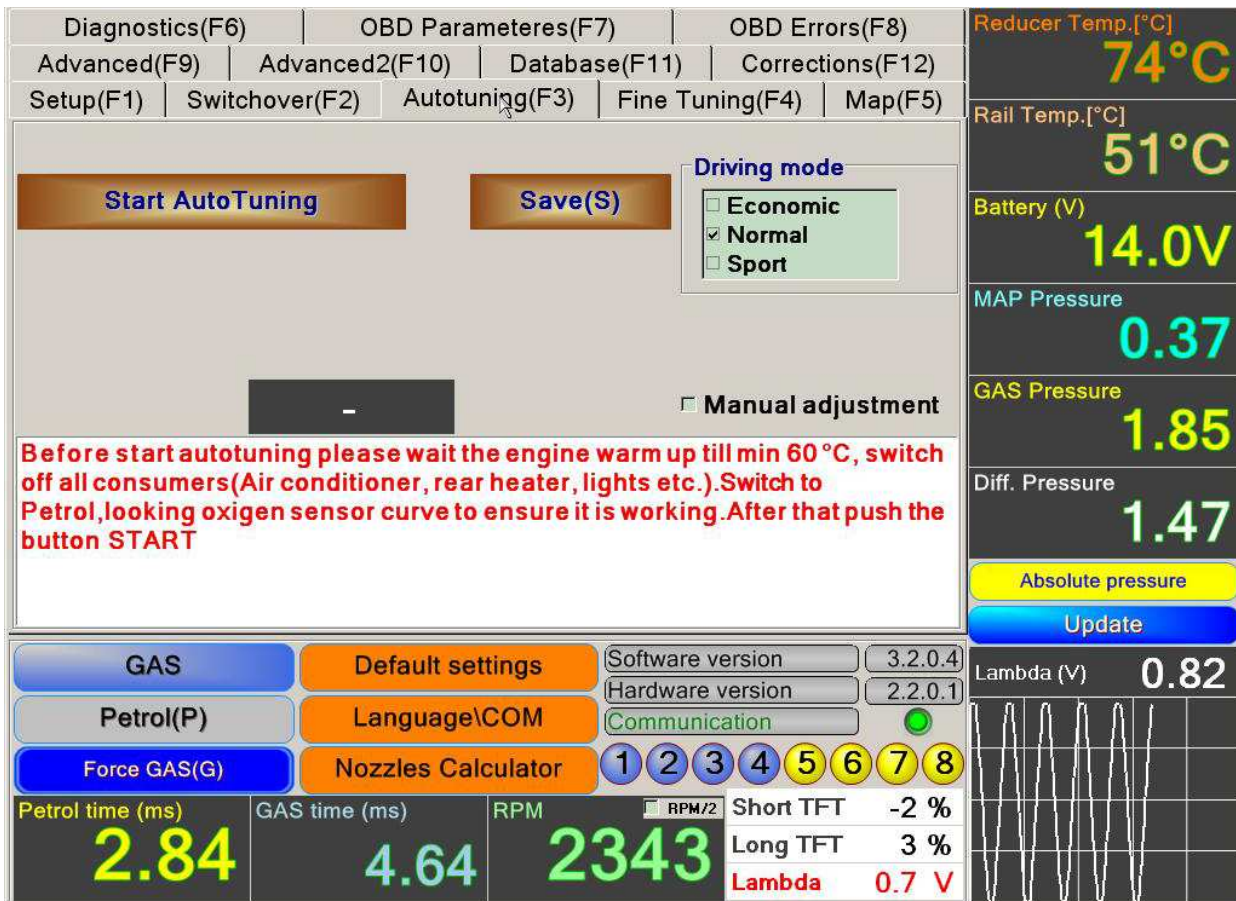 Diagnostics(F6) OBD Parameteres(F7) OBD Errors(F8)
Advanced(F9) Advanced2(F10) Database(F11) Corrections(F12)
Setup(F1) Switchover(F2) Autotuning(F3) Fine Tuning(F4) Map(F5)
Start AutoTuning Save(S)
Driving mode
Economic
Normal
Sport
-
Manual adjustment
Before start autotuning please wait the engine warm up till min 60 °C, switch
off all consumers(Air conditioner, rear heater, lights etc.).Switch to
Petrol,looking oxigen sensor curve to ensure it is working.After that push the
button START
Reducer Temp.[°C]
74°C
Rail Temp.[°C]
51°C
Battery (V)
14.0V
MAP Pressure
0.37
GAS Pressure
1.85
Diff. Pressure
1.47
Absolute pressure
Update
GAS
Petrol(P)
Force GAS(G)
Default settings
Language\COM
Nozzles Calculator
Software version 3.2.0.4
Hardware version 2.2.0.1
Communication
1 2 3 4 5 6 7 8
Petrol time (ms)
2.84
GAS time (ms)
4.64
RPM RPM/2
2343
Short TFT -2 %
Long TFT 3 %
Lambda 0.7 V
Lambda (V) 0.82